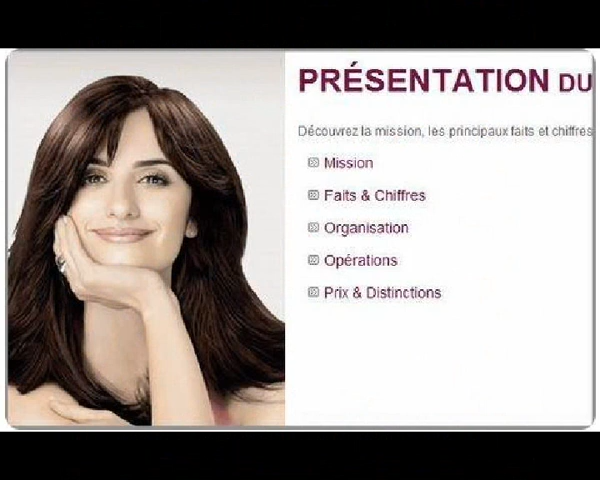 PRÉSENTATION DU
Découvrez la mission, les principaux faits et chiffres
Mission
Faits & Chiffres
Organisation
Opérations
Prix & Distinctions